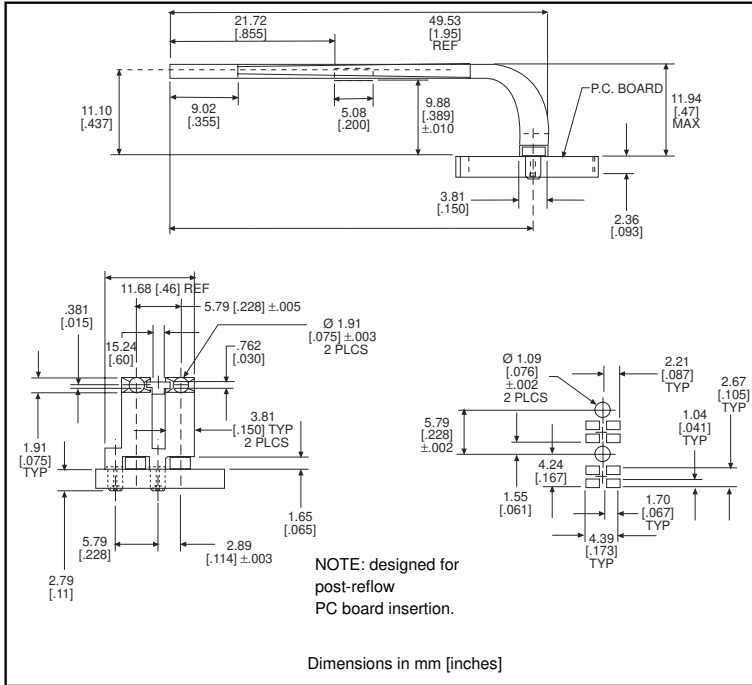 21.72
[.855]
49.53
[1.95]
REF
11.10
[.437]
9.02
[.355]
5.08
[.200]
9.88
[.389]
±.010
P.C. BOARD
11.94
[.47]
MAX
3.81
[.150]
2.36
[.093]
11.68 [.46] REF
.381
[.015]
5.79 [.228] ±.005
15.24
[.60]
Ø 1.91
[.075] ±.003
2 PLCS
.762
[.030]
3.81
[.150] TYP
2 PLCS
1.91
[.075]
TYP
1.65
[.065]
5.79
[.228]
2.89
[.114] ±.003
2.79
[.11]
Ø 1.09
[.076]
±.002
2 PLCS
2.21
[.087]
TYP
2.67
[.105]
TYP
5.79
[.228]
±.002
1.04
[.041]
TYP
4.24
[.167]
1.55
[.061]
1.70
[.067]
TYP
4.39
[.173]
TYP
NOTE: designed for
post-reflow
PC board insertion.
Dimensions in mm [inches]